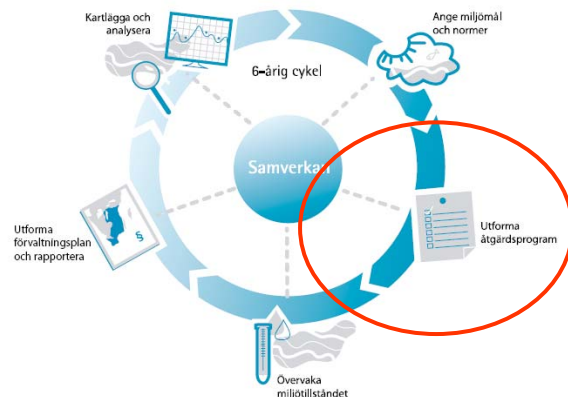 Kartlägga och
analysera
Ange miljömål
och normer
6-årig cykel
Samverkan
Utforma
åtgärdsprogram
Utforma
förvaltningsplan
och rapportera
§
Övervaka
miljötillståndet